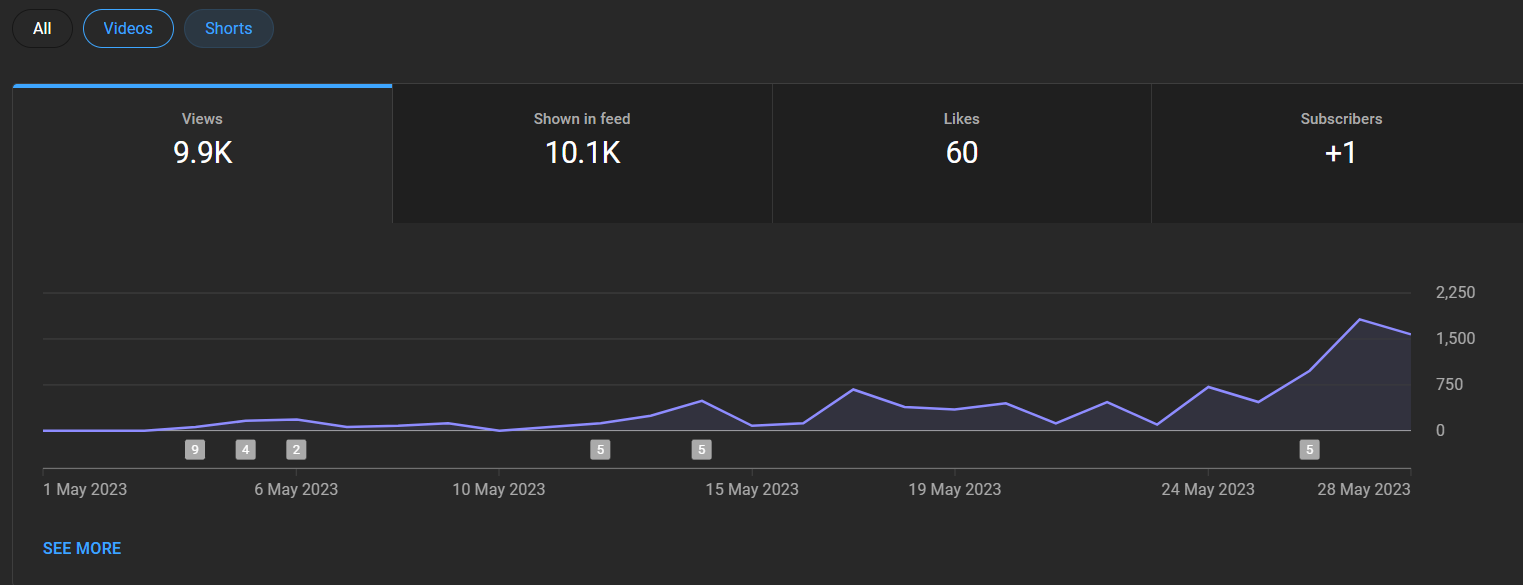 All Videos Shorts
Views Shown in feed Likes Subscribers
9.9K 10.1K 60 +1
2,250
1,500
750
0
9 4 2 5 5 5
1 May 2023 6 May 2023 10 May 2023 15 May 2023 19 May 2023 24 May 2023 28 May 2023
SEE MORE